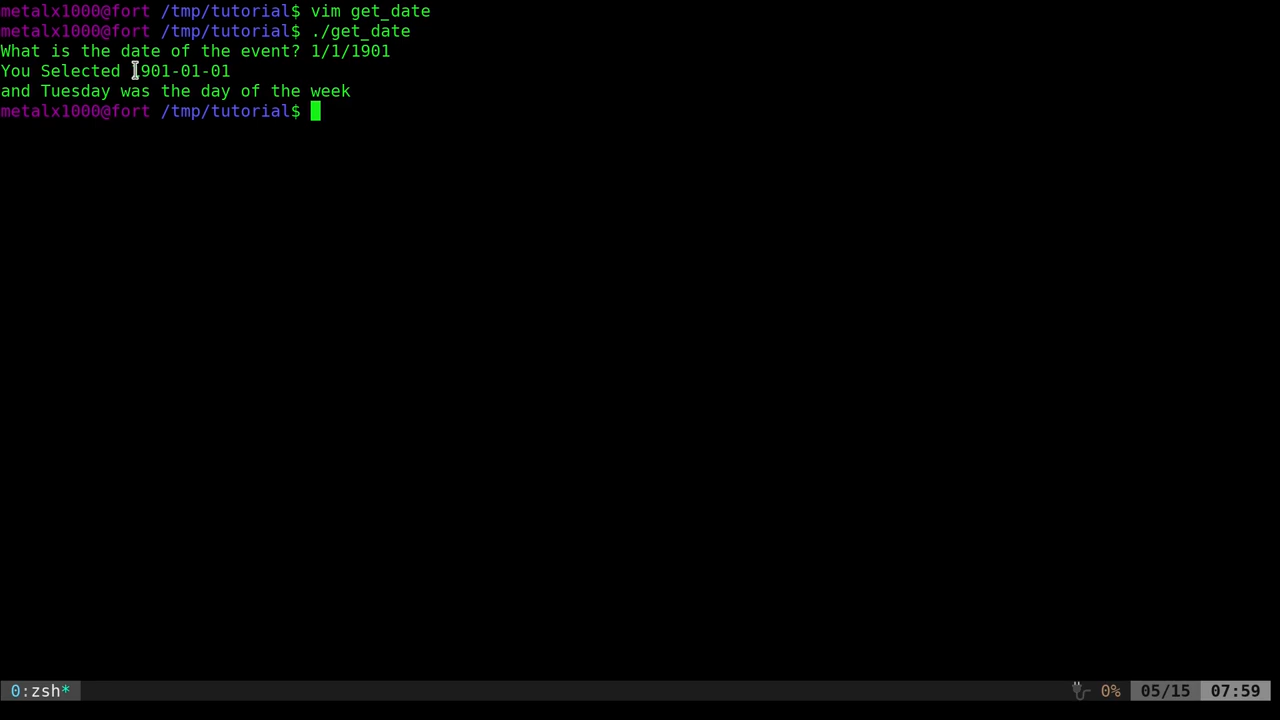 metalx1000@fort /tmp/tutorial$ vim get_date
metalx1000@fort /tmp/tutorial$ ./get_date
What is the date of the event? 1/1/1901
You Selected 1901-01-01
and Tuesday was the day of the week
metalx1000@fort /tmp/tutorial$
0:zsh* 0% 05/15 07:59